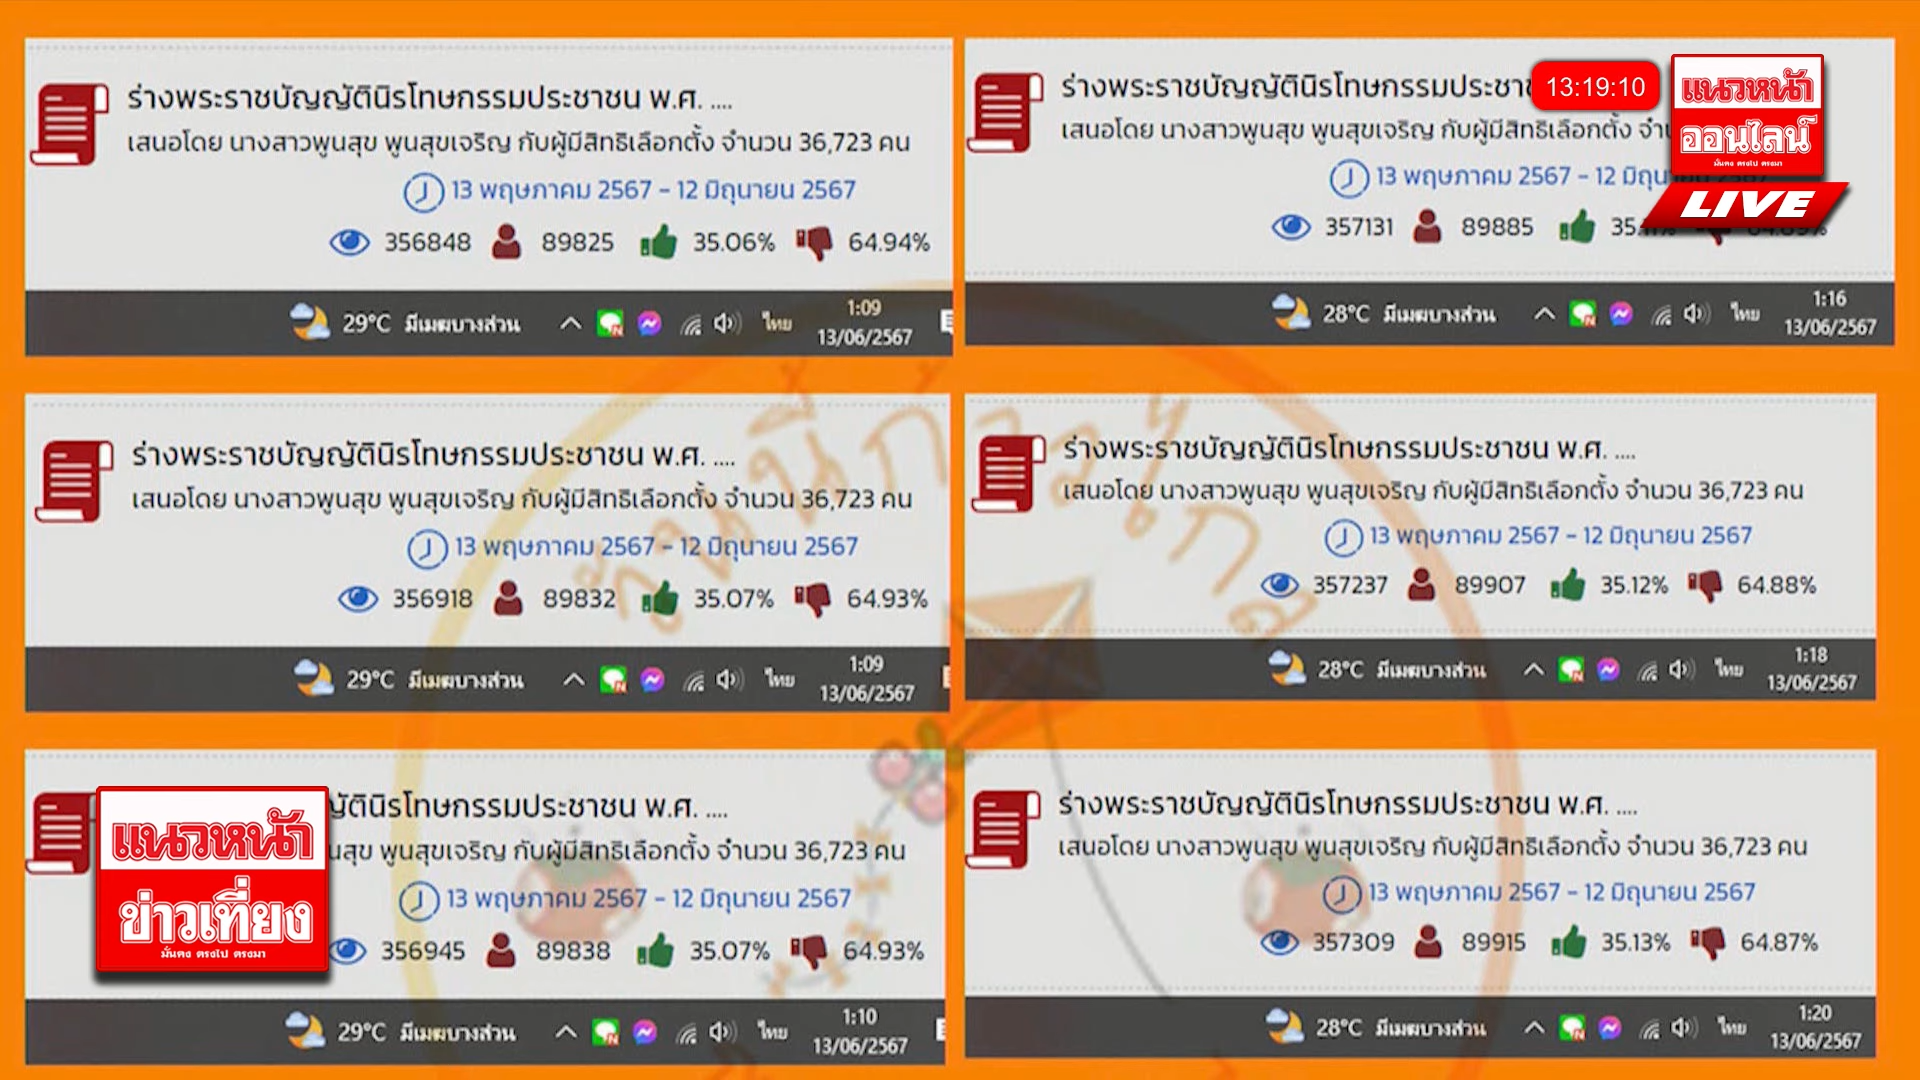 ร่างพระราชบัญญัตินิรโทษกรรมประชาชน พ.ศ. ....
เสนอโดย นางสาวพูนสุข พูนสุขเจริญ กับผู้มีสิทธิเลือกตั้ง จำนวน 36,723 คน
13 พฤษภาคม 2567 - 12 มิถุนายน 2567
356848 89825 35.06% 64.94%
29°C มีเมฆบางส่วน ไทย 1:09
13/06/2567
ร่างพระราชบัญญัตินิรโทษกรรมประชา
เสนอโดย นางสาวพูนสุข พูนสุขเจริญ กับผู้มีสิทธิเลือกตั้ง
13 พฤษภาคม 2567 - 12
357131 89885
28°C มีเมฆบางส่วน ไทย 1:16
13/06/2567
13:19:10
แนวหน้า
ออนไลน์
มั่นคง ตรงไป ตรงมา
LIVE
ร่างพระราชบัญญัตินิรโทษกรรมประชาชน พ.ศ. ....
เสนอโดย นางสาวพูนสุข พูนสุขเจริญ กับผู้มีสิทธิเลือกตั้ง จำนวน 36,723 คน
13 พฤษภาคม 2567 - 12 มิถุนายน 2567
356918 89832 35.07% 64.93%
29°C มีเมฆบางส่วน ไทย 1:09
13/06/2567
ร่างพระราชบัญญัตินิรโทษกรรมประชาชน พ.ศ. ....
เสนอโดย นางสาวพูนสุข พูนสุขเจริญ กับผู้มีสิทธิเลือกตั้ง จำนวน 36,723 คน
13 พฤษภาคม 2567 - 12 มิถุนายน 2567
357237 89907 35.12% 64.88%
28°C มีเมฆบางส่วน ไทย 1:18
13/06/2567
ญัตินิรโทษกรรมประชาชน พ.ศ. ....
นสุข พูนสุขเจริญ กับผู้มีสิทธิเลือกตั้ง จำนวน 36,723 คน
13 พฤษภาคม 2567 - 12 มิถุนายน 2567
356945 89838 35.07% 64.93%
29°C มีเมฆบางส่วน ไทย 1:10
13/06/2567
แนวหน้า
ข่าวเที่ยง
มั่นคง ตรงไป ตรงมา
ร่างพระราชบัญญัตินิรโทษกรรมประชาชน พ.ศ. ....
เสนอโดย นางสาวพูนสุข พูนสุขเจริญ กับผู้มีสิทธิเลือกตั้ง จำนวน 36,723 คน
13 พฤษภาคม 2567 - 12 มิถุนายน 2567
357309 89915 35.13% 64.87%
28°C มีเมฆบางส่วน ไทย 1:20
13/06/2567